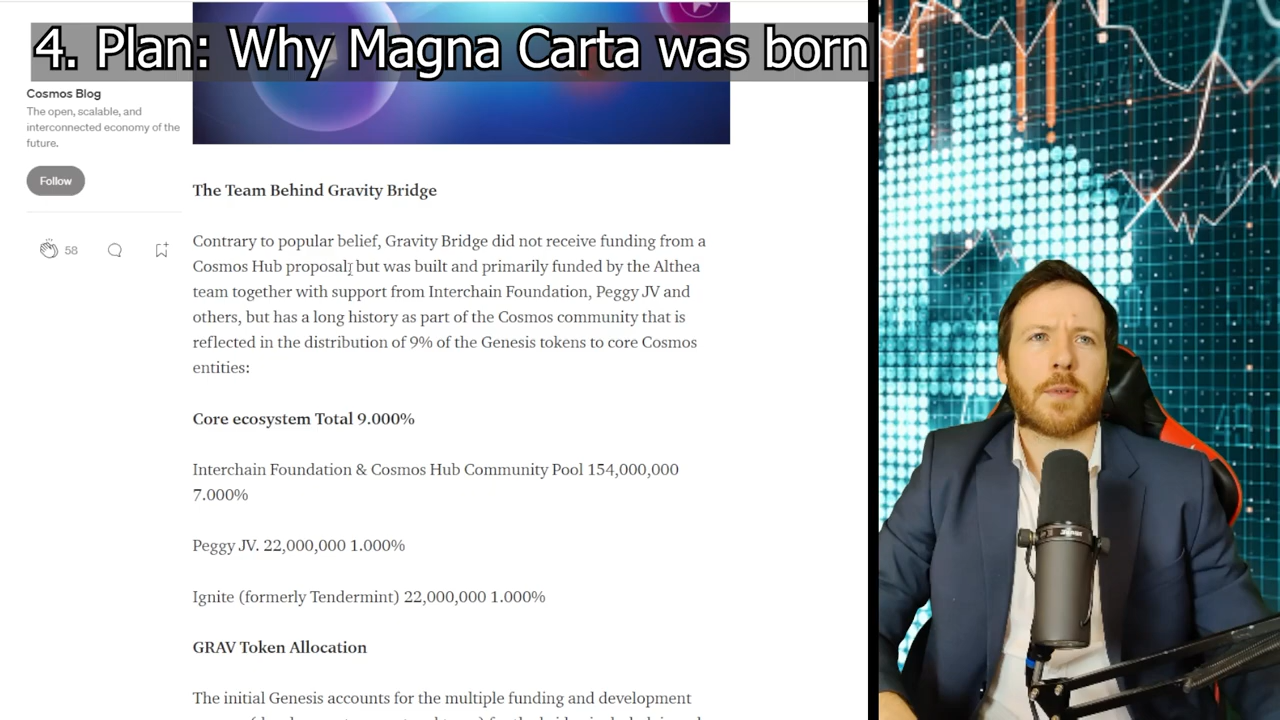 4. Plan: Why Magna Carta was born
Cosmos Blog
The open, scalable, and
interconnected economy of the
future.
Follow
58
The Team Behind Gravity Bridge
Contrary to popular belief, Gravity Bridge did not receive funding from a
Cosmos Hub proposal, but was built and primarily funded by the Althea
team together with support from Interchain Foundation, Peggy JV and
others, but has a long history as part of the Cosmos community that is
reflected in the distribution of 9% of the Genesis tokens to core Cosmos
entities:
Core ecosystem Total 9.000%
Interchain Foundation & Cosmos Hub Community Pool 154,000,000
7.000%
Peggy JV. 22,000,000 1.000%
Ignite (formerly Tendermint) 22,000,000 1.000%
GRAV Token Allocation
The initial Genesis accounts for the multiple funding and development